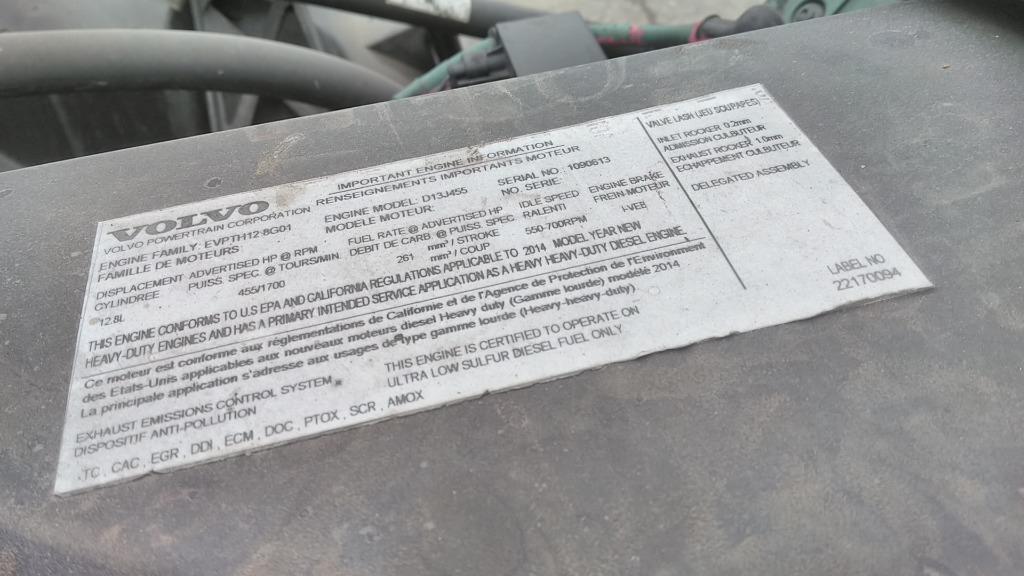 VOLVO
VOLVO POWERTRAIN CORPORATION
IMPORTANT ENGINE INFORMATION
RENSEIGNEMENTS IMPORTANTS MOTEUR
ENGINE FAMILY: EVPTH12.8G01
FAMILLE DE MOTEURS
ENGINE MODEL: D13J455
MODELE MOTEUR:
SERIAL NO.: 1090613
NO. SERIE:
DISPLACEMENT
CYLINDREE
12.8L
ADVERTISED HP @ RPM
PUISS. SPEC. @ TOURS/MIN.
455/1700
FUEL RATE @ ADVERTISED HP
DEBIT DE CARB. @ PUISS. SPEC.
261 mm³ / STROKE
mm³ / COUP
IDLE SPEED
RALENTI
550-700RPM
ENGINE BRAKE
FREIN-MOTEUR
I-VEB
THIS ENGINE CONFORMS TO U.S EPA AND CALIFORNIA REGULATIONS APPLICABLE TO 2014 MODEL YEAR NEW
HEAVY-DUTY ENGINES AND HAS A PRIMARY INTENDED SERVICE APPLICATION AS A HEAVY HEAVY-DUTY DIESEL ENGINE.
Ce moteur est conforme aux réglementations de Californie et de l'Agence de Protection de l'Environnement
des Etats-Unis applicables aux nouveaux moteurs diesel Heavy duty (Gamme lourde) modéle 2014
La principale application s'adresse aux usages de type gamme lourde (Heavy-heavy-duty)
EXHAUST EMISSIONS CONTROL SYSTEM
DISPOSITIF ANTI-POLLUTION
THIS ENGINE IS CERTIFIED TO OPERATE ON
ULTRA LOW SULFUR DIESEL FUEL ONLY
TC, CAC, EGR, DDI, ECM, DOC, PTOX, SCR, AMOX
VALVE LASH (JEU SOUPAPES)
INLET ROCKER 0.2mm
ADMISSION CULBUTEUR
EXHAUST ROCKER 1.0mm
ECHAPPEMENT CULBUTEUR
DELEGATED ASSEMBLY
LABEL NO
22170094